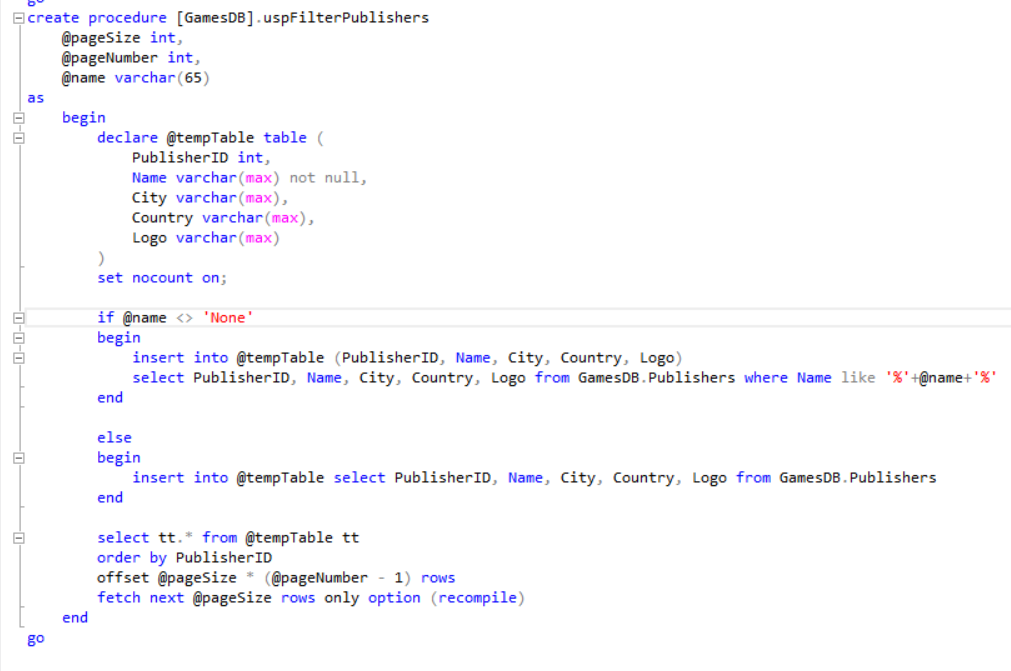 go
create procedure [GamesDB].uspFilterPublishers
    @pageSize int,
    @pageNumber int,
    @name varchar(65)
as
    begin
        declare @tempTable table (
            PublisherID int,
            Name varchar(max) not null,
            City varchar(max),
            Country varchar(max),
            Logo varchar(max)
        )
        set nocount on;
        if @name <> 'None'
        begin
            insert into @tempTable (PublisherID, Name, City, Country, Logo)
            select PublisherID, Name, City, Country, Logo from GamesDB.Publishers where Name like '%'+@name+'%'
        end
        else
        begin
            insert into @tempTable select PublisherID, Name, City, Country, Logo from GamesDB.Publishers
        end
        select tt.* from @tempTable tt
        order by PublisherID
        offset @pageSize * (@pageNumber - 1) rows
        fetch next @pageSize rows only option (recompile)
    end
go